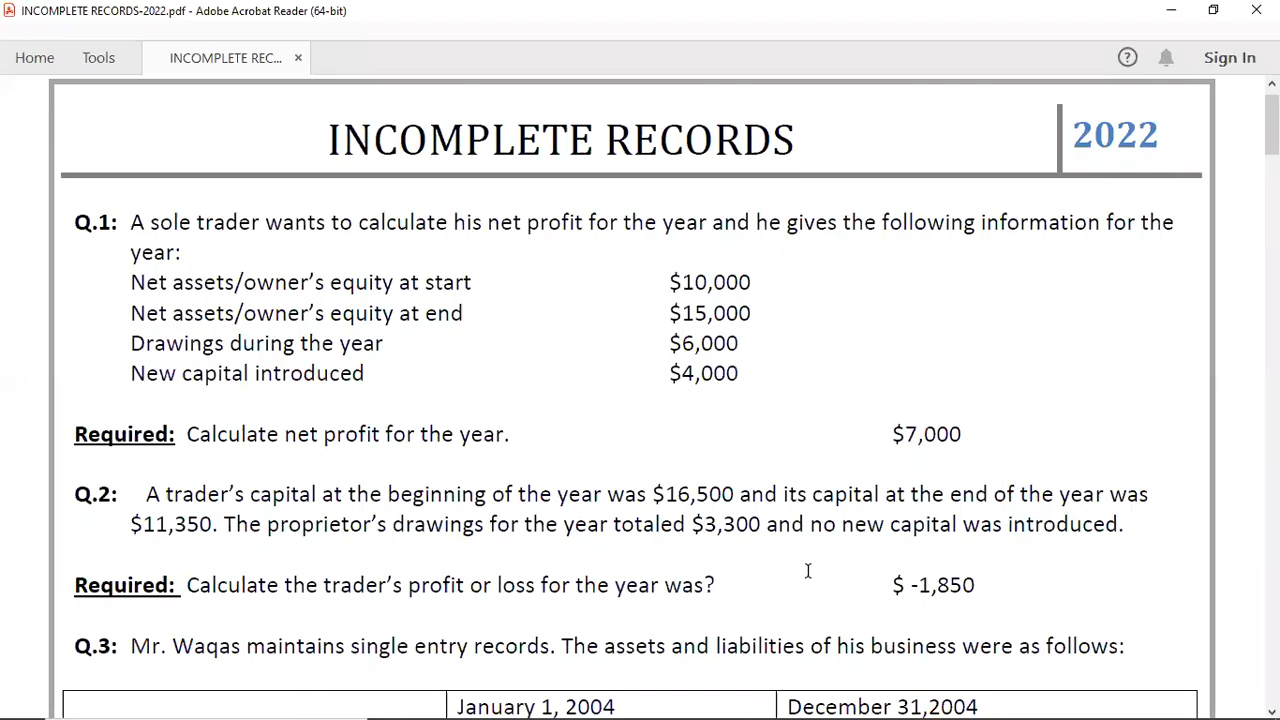 INCOMPLETE RECORDS-2022.pdf - Adobe Acrobat Reader (64-bit)
Home Tools INCOMPLETE REC... × Sign In
INCOMPLETE RECORDS 2022
Q.1: A sole trader wants to calculate his net profit for the year and he gives the following information for the
year:
Net assets/owner’s equity at start $10,000
Net assets/owner’s equity at end $15,000
Drawings during the year $6,000
New capital introduced $4,000
Required: Calculate net profit for the year. $7,000
Q.2: A trader’s capital at the beginning of the year was $16,500 and its capital at the end of the year was
$11,350. The proprietor’s drawings for the year totaled $3,300 and no new capital was introduced.
Required: Calculate the trader’s profit or loss for the year was? $ -1,850
Q.3: Mr. Waqas maintains single entry records. The assets and liabilities of his business were as follows:
January 1, 2004 December 31,2004